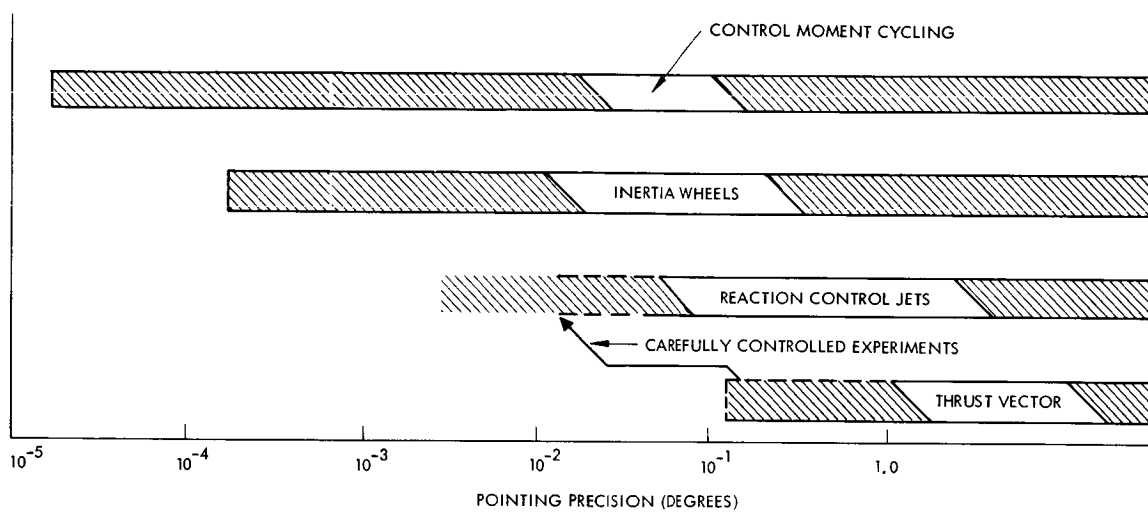 CONTROL MOMENT CYCLING
INERTIA WHEELS
REACTION CONTROL JETS
CAREFULLY CONTROLLED EXPERIMENTS
THRUST VECTOR
10⁻⁵ 10⁻⁴ 10⁻³ 10⁻² 10⁻¹ 1.0
POINTING PRECISION (DEGREES)